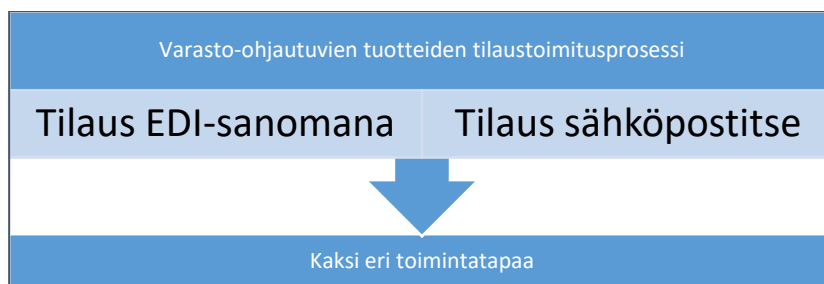 Varasto-ohjautuvien tuotteiden tilaustoimitusprosessi
Tilaus EDI-sanomana
Tilaus sähköpostitse
Kaksi eri toimintatapaa